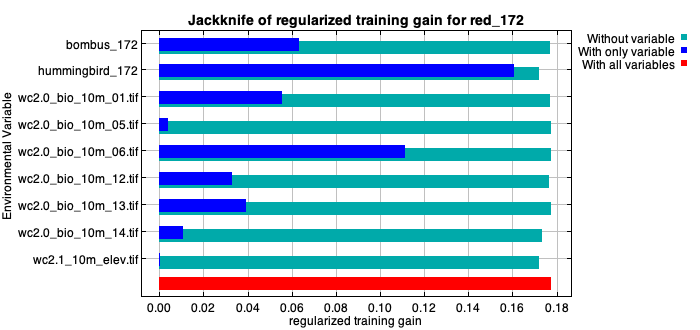 Jackknife of regularized training gain for red_172
Without variable
With only variable
With all variables
Environmental Variable
bombus_172
hummingbird_172
wc2.0_bio_10m_01.tif
wc2.0_bio_10m_05.tif
wc2.0_bio_10m_06.tif
wc2.0_bio_10m_12.tif
wc2.0_bio_10m_13.tif
wc2.0_bio_10m_14.tif
wc2.1_10m_elev.tif
0.00 0.02 0.04 0.06 0.08 0.10 0.12 0.14 0.16 0.18
regularized training gain